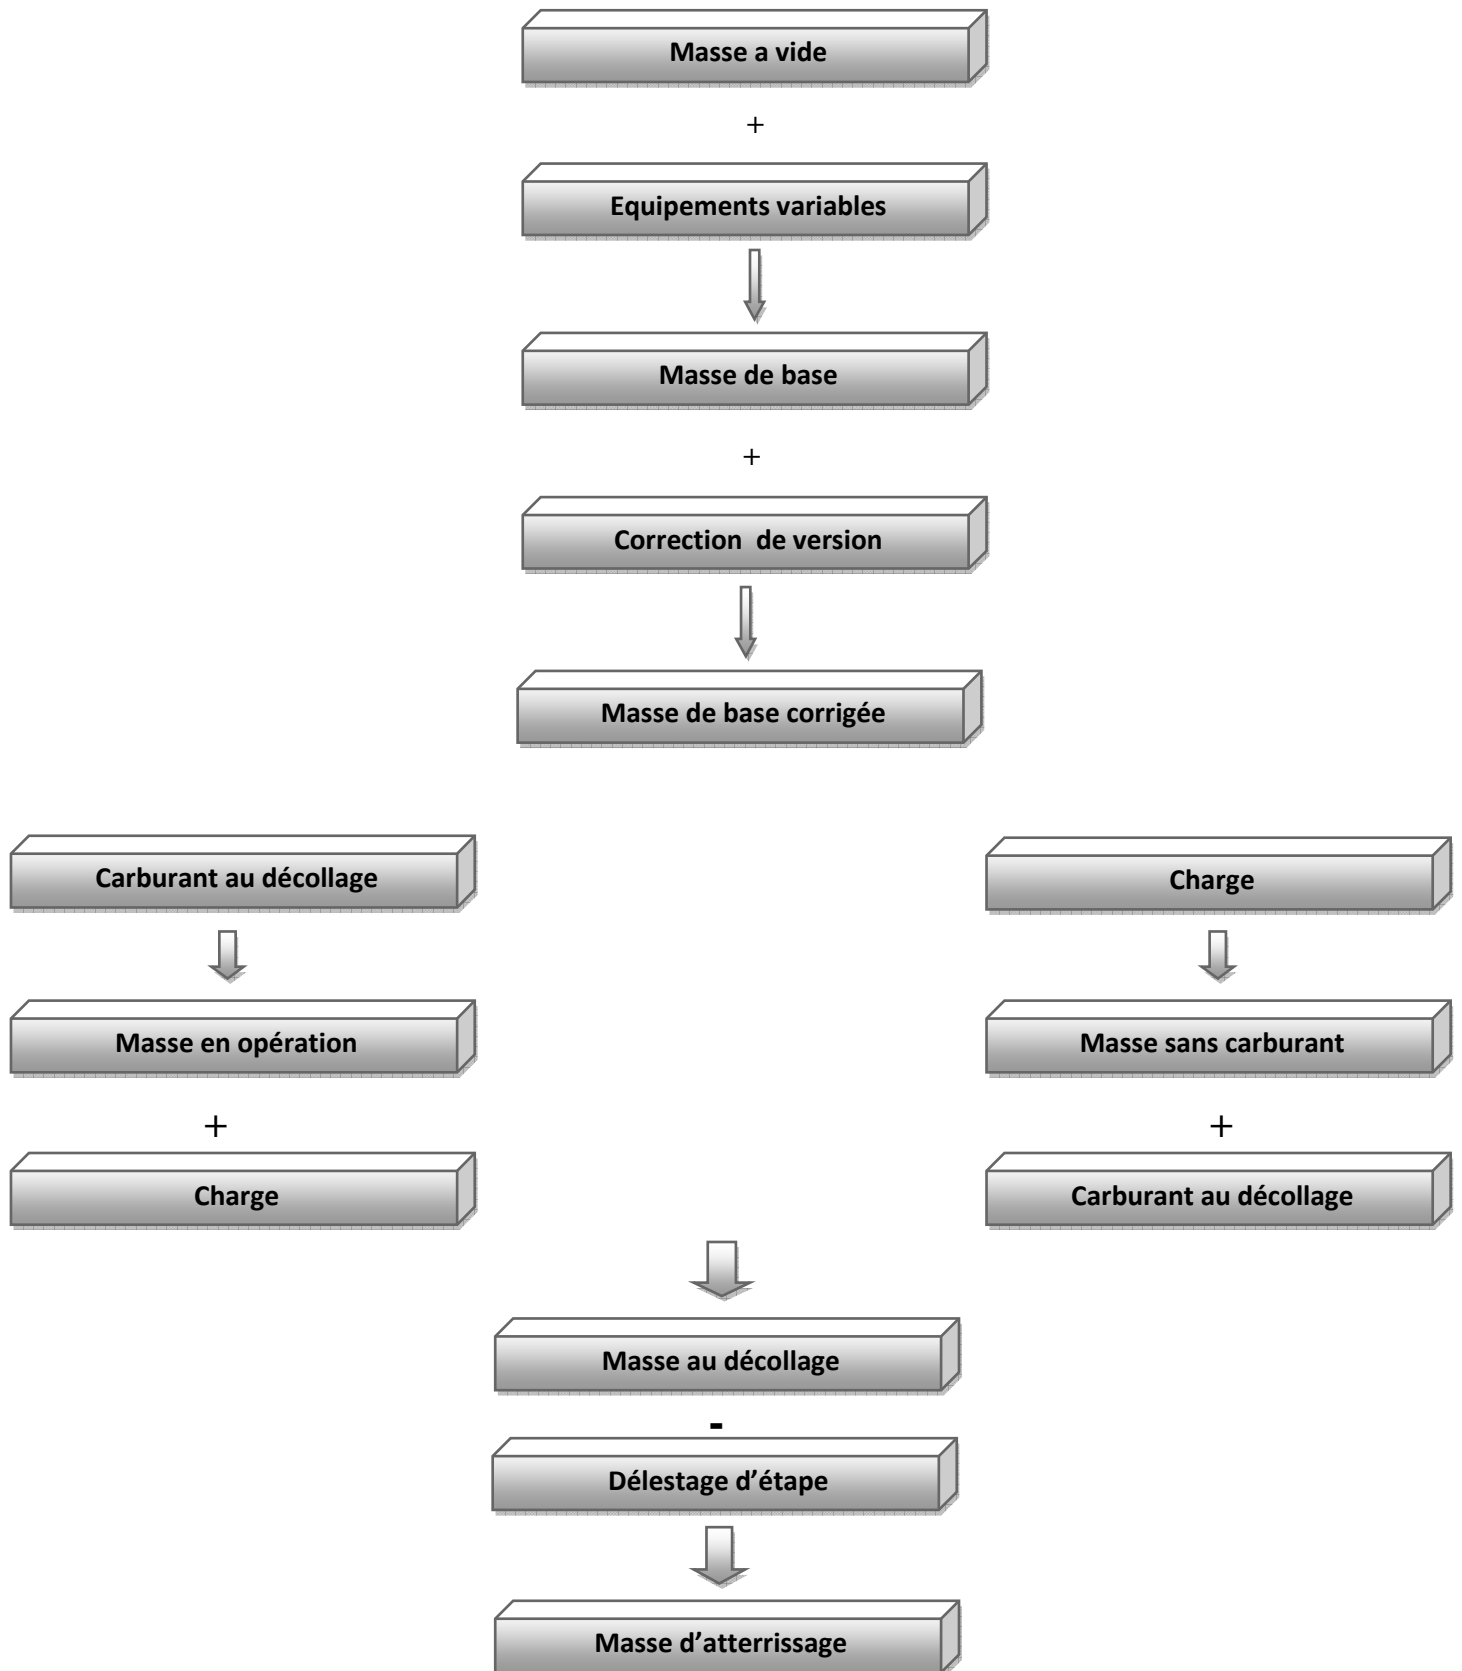 Masse a vide
+
Equipements variables
Masse de base
+
Correction  de version
Masse de base corrigée
Carburant au décollage
Charge
Masse en opération
Masse sans carburant
+
+
Charge
Carburant au décollage
Masse au décollage
-
Délestage d’étape
Masse d’atterrissage